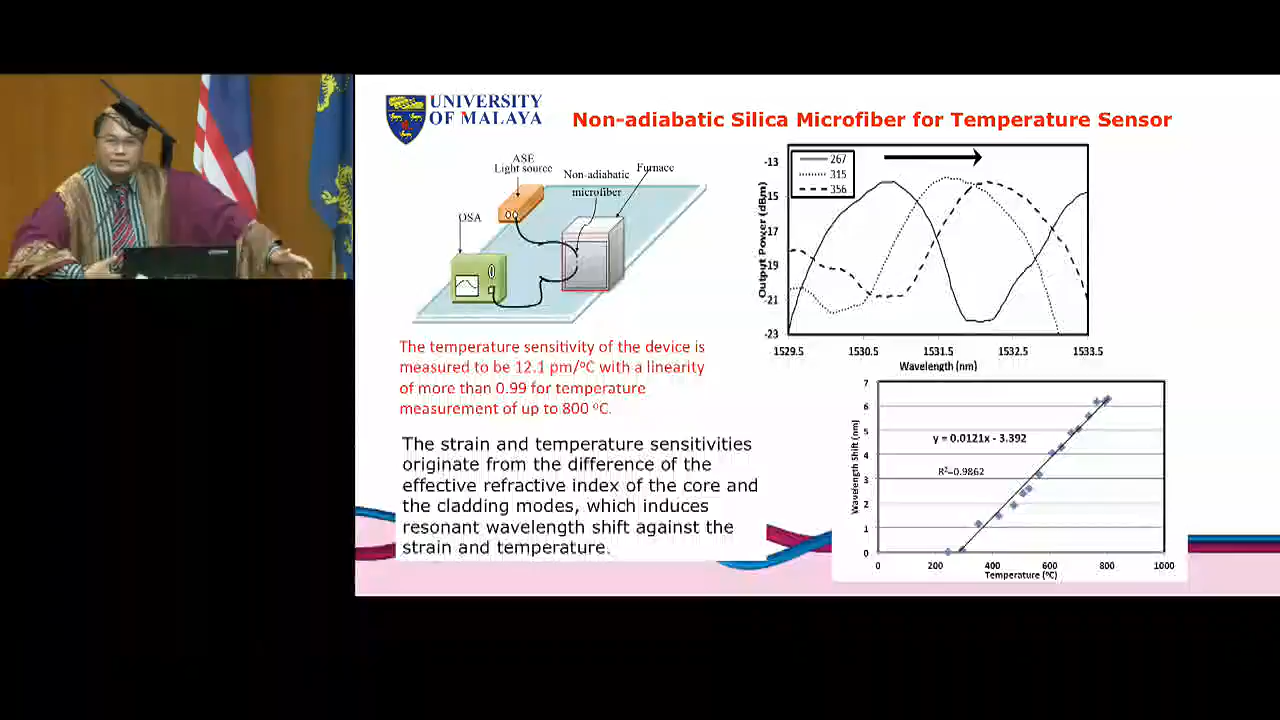 UNIVERSITY
OF MALAYA
Non-adiabatic Silica Microfiber for Temperature Sensor
ASE
Light source
Non-adiabatic
microfiber
Furnace
OSA
The temperature sensitivity of the device is
measured to be 12.1 pm/ºC with a linearity
of more than 0.99 for temperature
measurement of up to 800 ºC.
The strain and temperature sensitivities
originate from the difference of the
effective refractive index of the core and
the cladding modes, which induces
resonant wavelength shift against the
strain and temperature.
Output Power (dBm)
-13
-15
-17
-19
-21
-23
267
315
356
1529.5 1530.5 1531.5 1532.5 1533.5
Wavelength (nm)
Wavelength Shift (nm)
7
6
5
4
3
2
1
0
y = 0.0121x - 3.392
R²=0.9862
0 200 400 600 800 1000
Temperature (ºC)